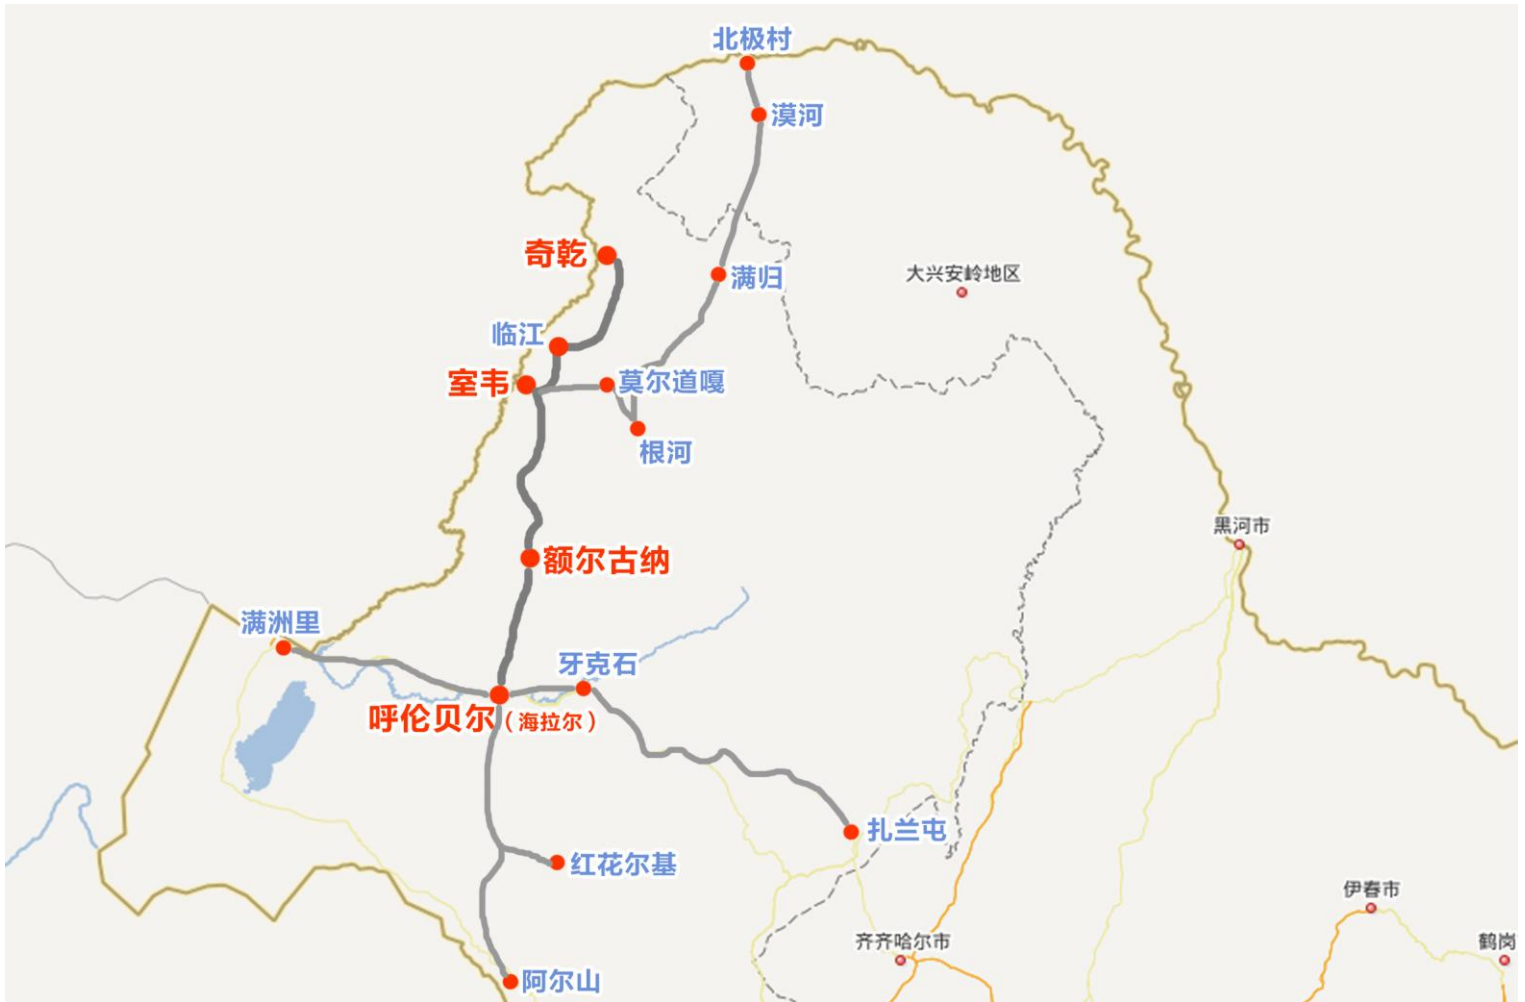 北极村
漠河
奇乾
满归
大兴安岭地区
临江
室韦
莫尔道嘎
根河
黑河市
额尔古纳
满洲里
牙克石
呼伦贝尔（海拉尔）
扎兰屯
红花尔基
伊春市
齐齐哈尔市
鹤岗
阿尔山